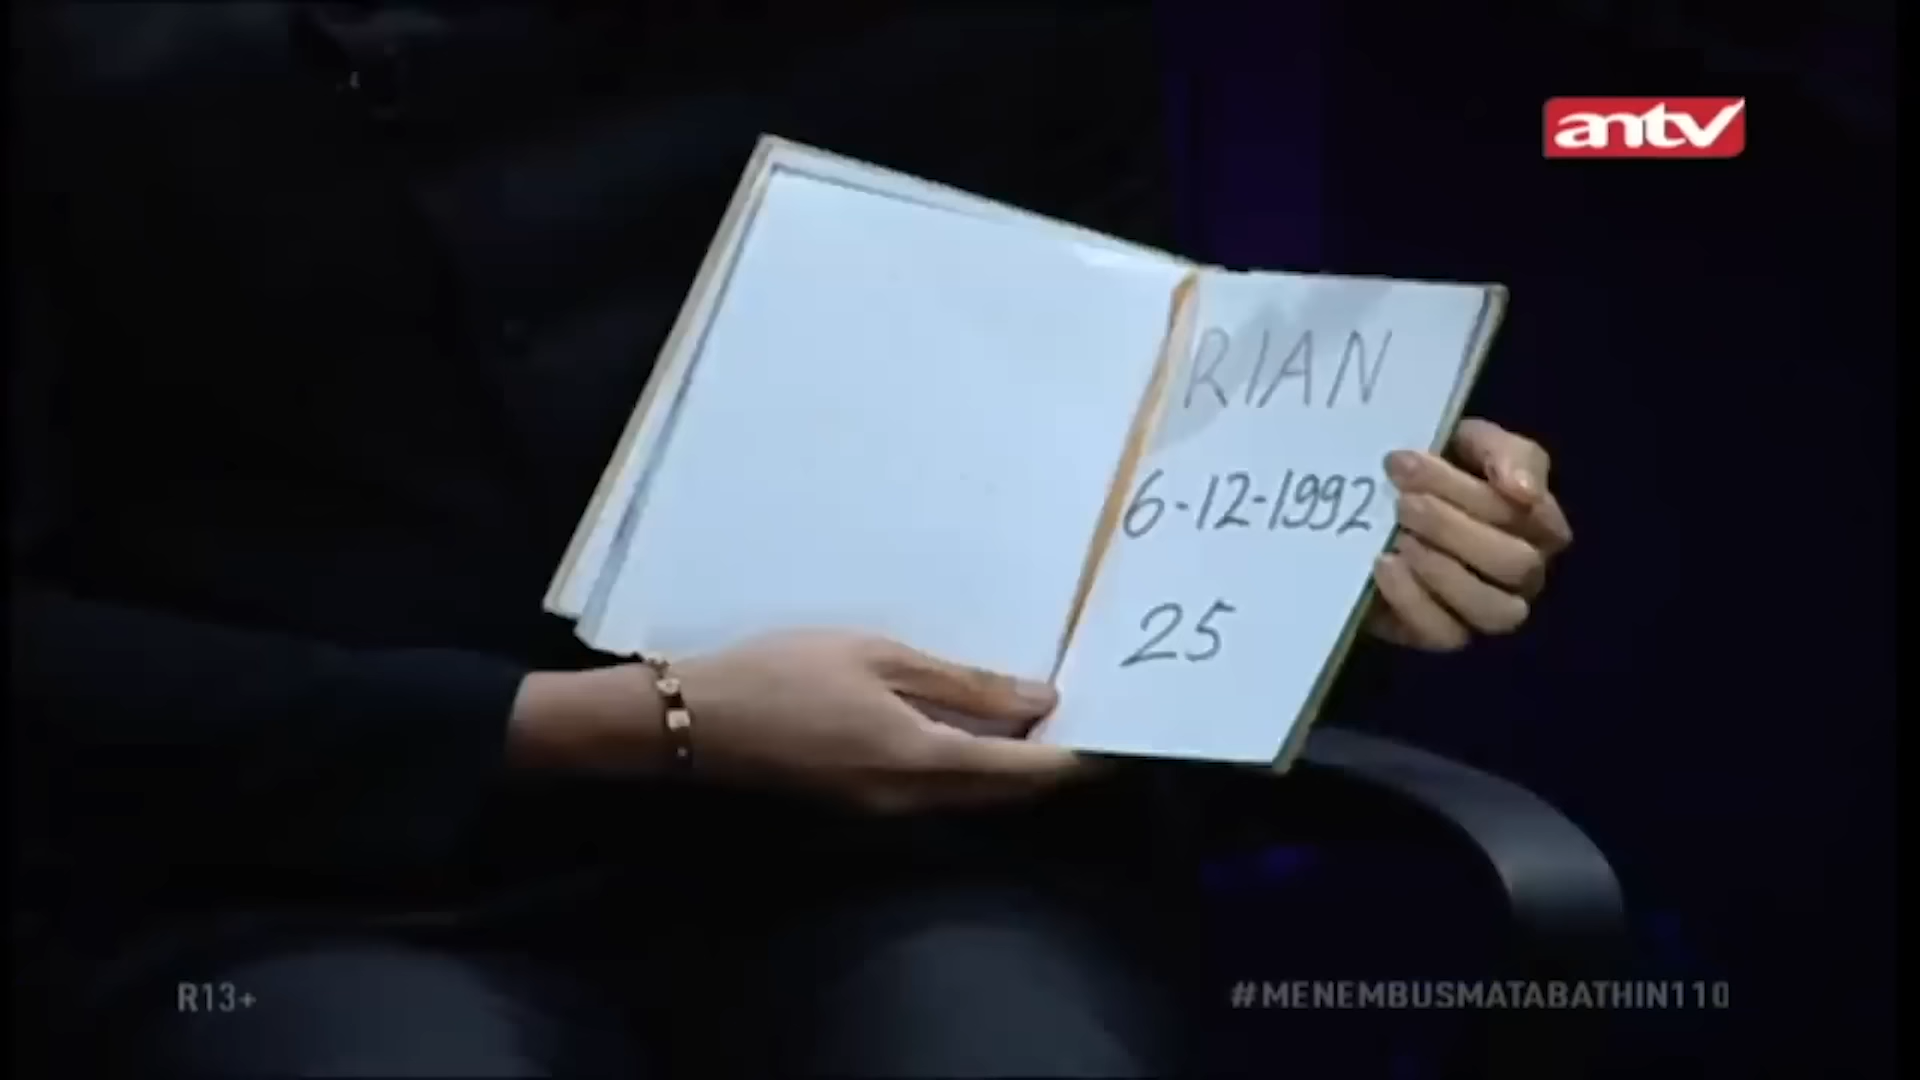 antv
RIAN
6-12-1992
25
R13+
#MENEMBUSMATABATHIN110